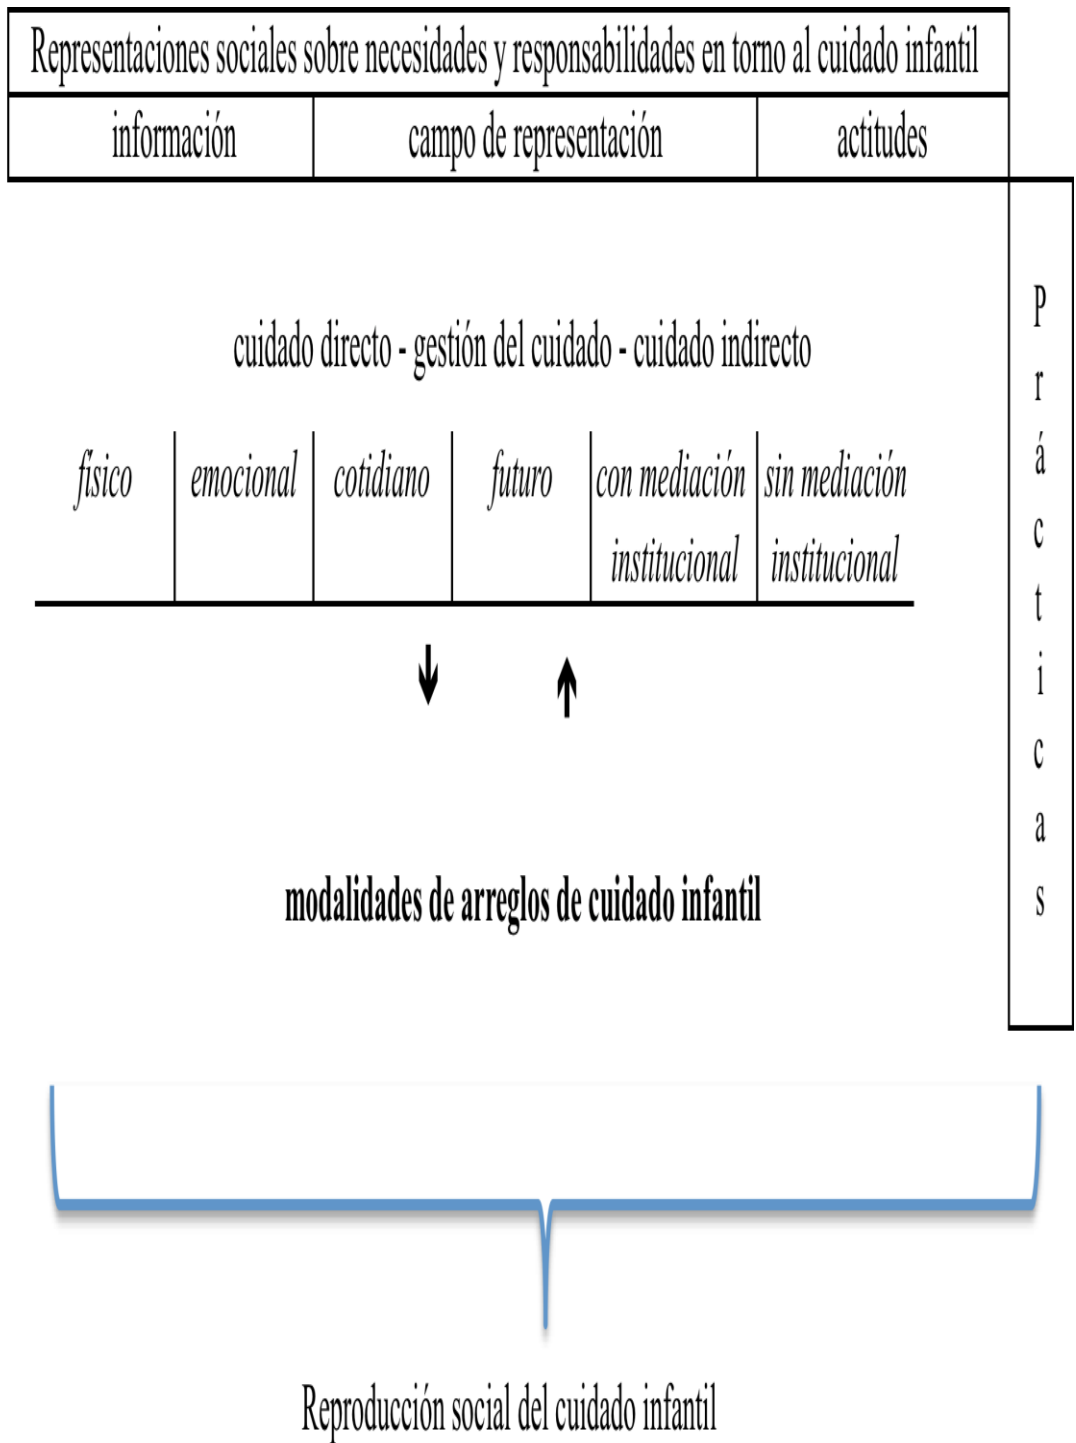 Representaciones sociales sobre necesidades y responsabilidades en torno al cuidado infantil
información campo de representación actitudes
Prácticas
cuidado directo - gestión del cuidado - cuidado indirecto
físico emocional cotidiano futuro con mediación institucional sin mediación institucional
modalidades de arreglos de cuidado infantil
Reproducción social del cuidado infantil